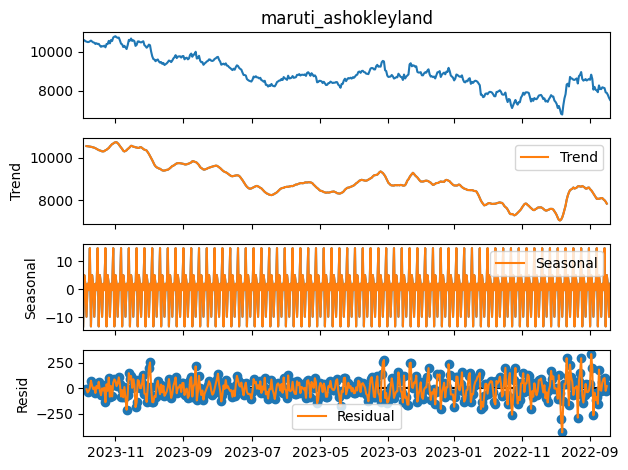 maruti_ashokleyland
10000
8000
Trend
10000
8000
Trend
Seasonal
10
0
−10
Seasonal
Resid
250
0
−250
Residual
2023-11 2023-09 2023-07 2023-05 2023-03 2023-01 2022-11 2022-09